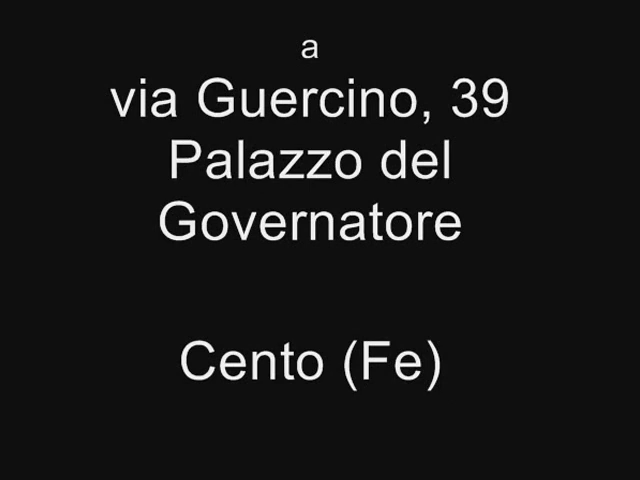 a
via Guercino, 39
Palazzo del
Governatore
Cento (Fe)